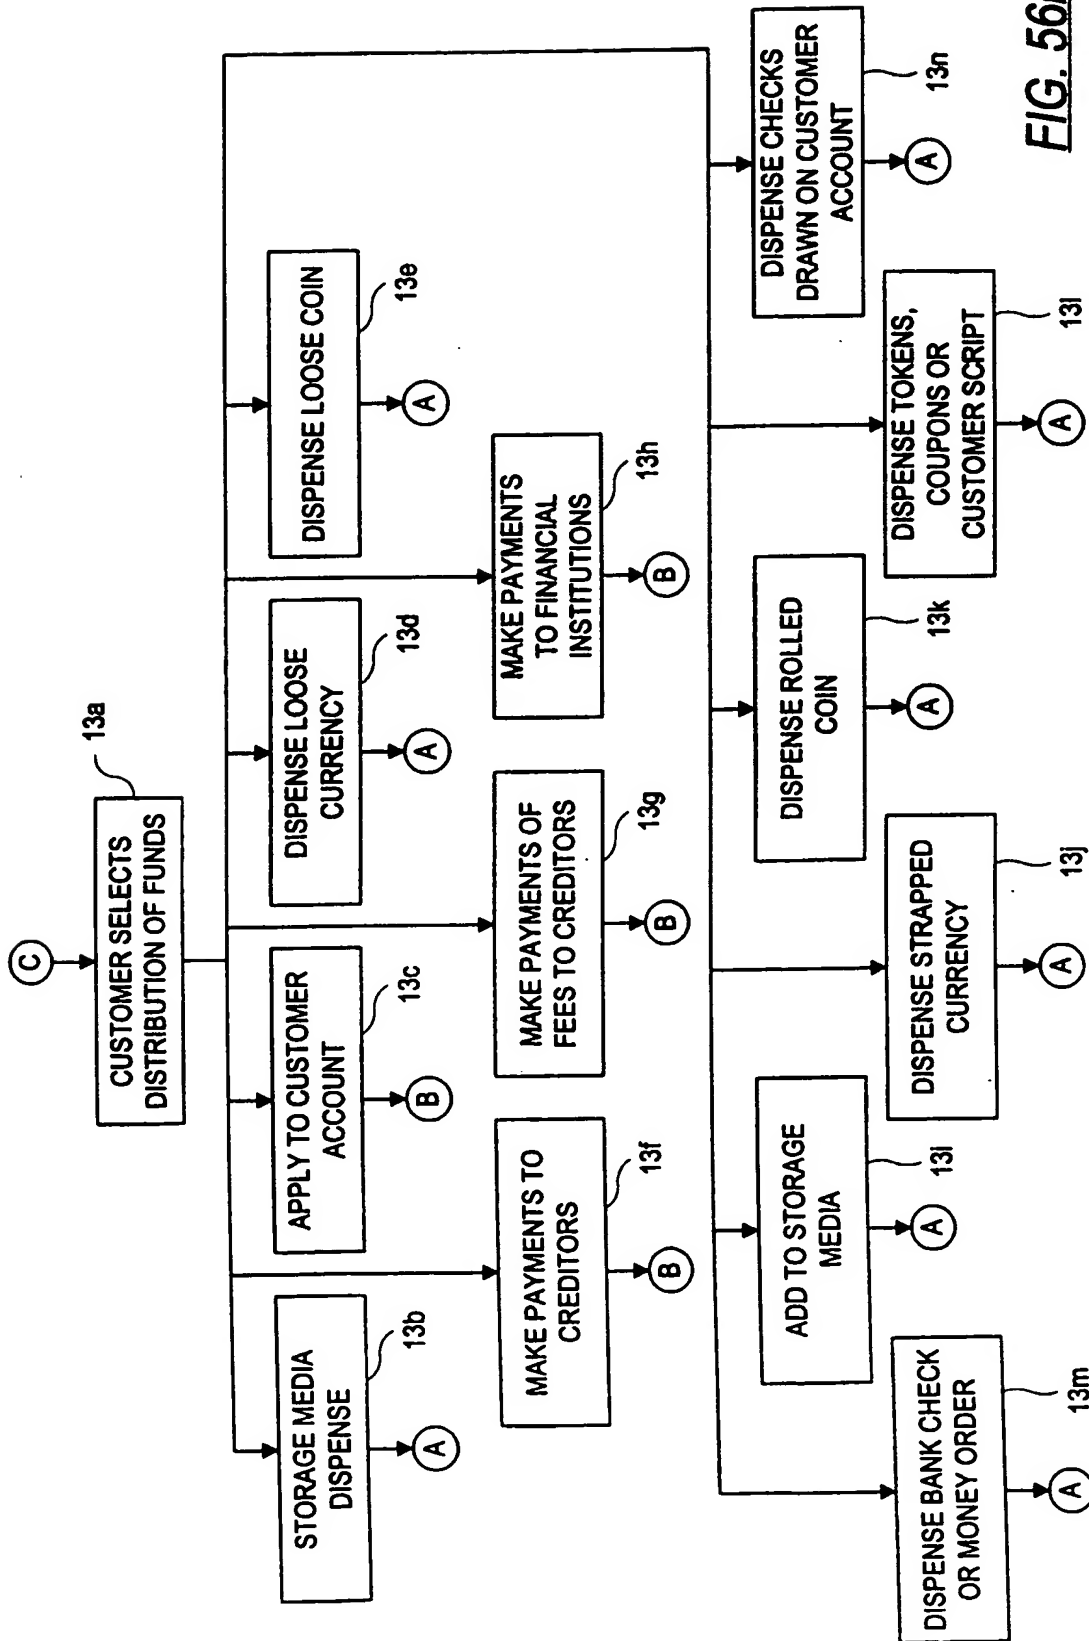 C
CUSTOMER SELECTS
DISTRIBUTION OF FUNDS
13a
STORAGE MEDIA
DISPENSE
13b
A
APPLY TO CUSTOMER
ACCOUNT
13c
B
DISPENSE LOOSE
CURRENCY
13d
A
DISPENSE LOOSE COIN
13e
A
MAKE PAYMENTS TO
CREDITORS
13f
B
MAKE PAYMENTS OF
FEES TO CREDITORS
13g
B
MAKE PAYMENTS
TO FINANCIAL
INSTITUTIONS
13h
B
ADD TO STORAGE
MEDIA
13i
A
DISPENSE ROLLED
COIN
13k
A
DISPENSE CHECKS
DRAWN ON CUSTOMER
ACCOUNT
13n
A
DISPENSE BANK CHECK
OR MONEY ORDER
13m
A
DISPENSE STRAPPED
CURRENCY
13j
A
DISPENSE TOKENS,
COUPONS OR
CUSTOMER SCRIPT
13l
A
FIG.